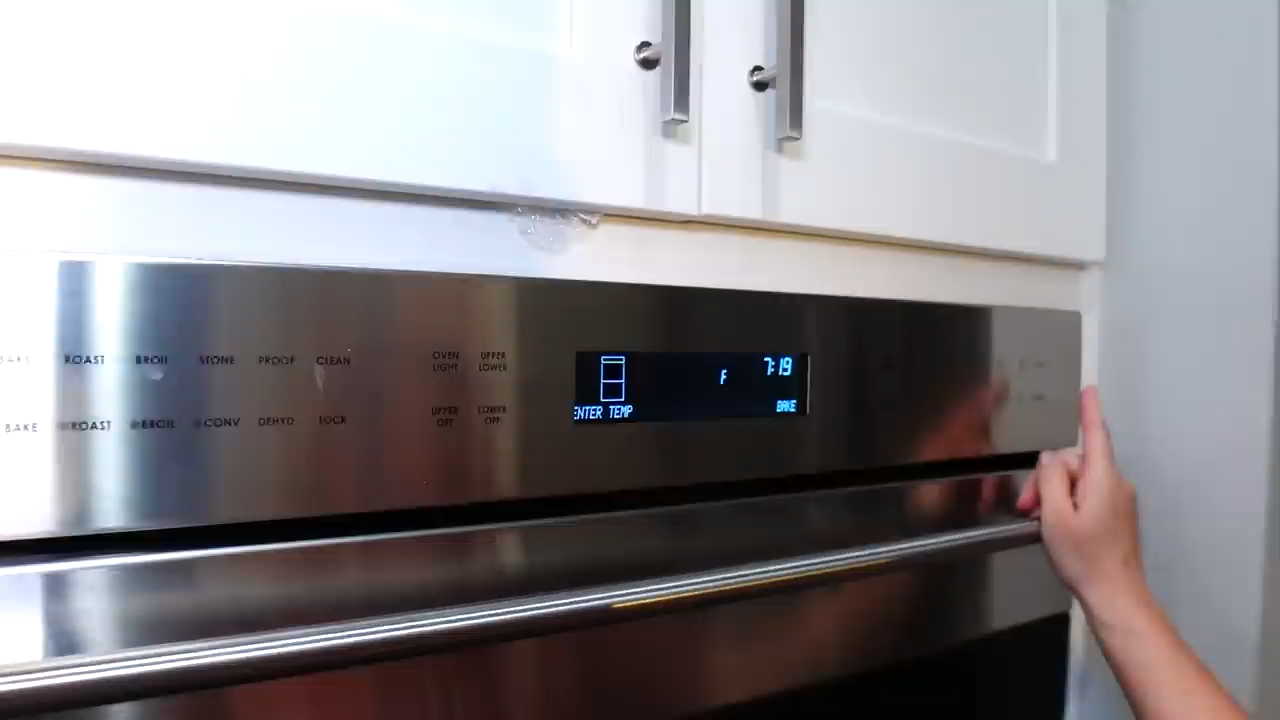 BAKE ROAST BROIL STONE PROOF CLEAN
BAKE ROAST BROIL CONV DEHYD LOCK
OVEN LIGHT
UPPER LOWER
UPPER OFF
LOWER OFF
7:19
F
ENTER TEMP BAKE